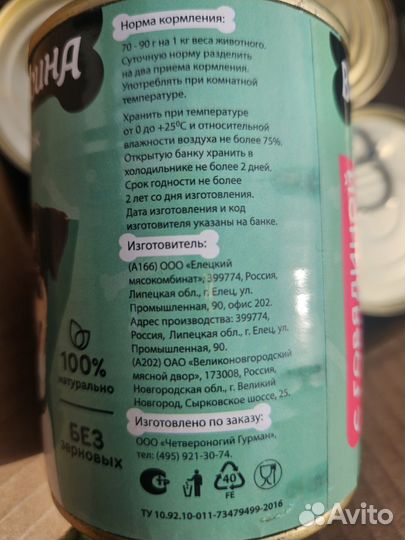 ина
Норма кормления:
70 - 90 г на 1 кг веса животного.
Суточную норму разделить
на два приема кормления.
Употреблять при комнатной
температуре.
Хранить при температуре
от 0 до +25°С и относительной
влажности воздуха не более 75%.
Открытую банку хранить в
холодильнике не более 2 дней.
Срок годности не более
2 лет со дня изготовления.
Дата изготовления и код
изготовителя указаны на банке.
Изготовитель:
(А166) ООО «Елецкий
мясокомбинат», 399774, Россия,
Липецкая обл., г. Елец, ул.
Промышленная, 90, офис 202.
Адрес производства: 399774,
Россия, Липецкая обл., г. Елец, ул.
Промышленная, 90.
(А202) ОАО «Великоновгородский
мясной двор», 173008, Россия,
Новгородская обл., г. Великий
Новгород, Сырковское шоссе, 25.
Изготовлено по заказу:
ООО «Четвероногий Гурман»,
тел: (495) 921-30-74.
40
FE
ТУ 10.92.10-011-73479499-2016
100%
натурально
БЕЗ
зерновых
с говядиной
Avito